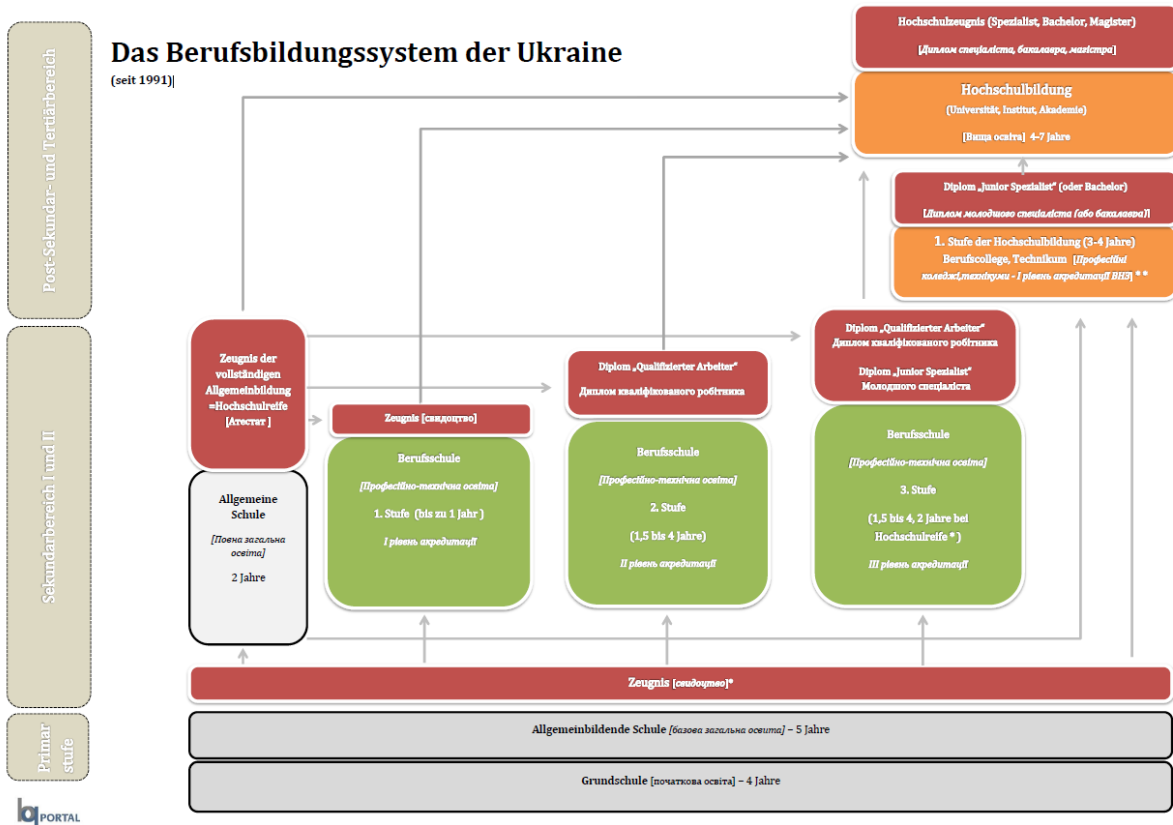 Das Berufsbildungssystem der Ukraine
(seit 1991)
Post-Sekundar- und Tertiärbereich
Hochschulzeugnis (Spezialist, Bachelor, Magister)
[Диплом спеціаліста, бакалавра, магістра]
Hochschulbildung
(Universität, Institut, Akademie)
[Вища освіта] 4-7 Jahre
Diplom „Junior Spezialist" (oder Bachelor)
[Диплом молодшого спеціаліста (або бакалавра)]
1. Stufe der Hochschulbildung (3-4 Jahre)
Berufscollege, Technikum [Професійні
коледжі,технікуми - I рівень акредитації ВНЗ] **
Sekundarbereich I und II
Zeugnis der
vollständigen
Allgemeinbildung
=Hochschulreife
[Атестат ]
Allgemeine
Schule
[Повна загальна
освіта]
2 Jahre
Zeugnis [свидоцтво]
Berufsschule
[Професійно-технічна освіта]
1. Stufe (bis zu 1 Jahr )
I рівень акредитації
Diplom „Qualifizierter Arbeiter"
Диплом кваліфікованого робітника
Berufsschule
[Професійно-технічна освіта]
2. Stufe
(1,5 bis 4 Jahre)
II рівень акредитації
Diplom „Qualifizierter Arbeiter"
Диплом кваліфікованого робітника
Diplom „Junior Spezialist"
Молодшого спеціаліста
Berufsschule
[Професійно-технічна освіта]
3. Stufe
(1,5 bis 4, 2 Jahre bei
Hochschulreife * )
III рівень акредитації
Zeugnis [свидоцтво]*
Primar
stufe
Allgemeinbildende Schule [базова загальна освита] – 5 Jahre
Grundschule [початкова освіта] – 4 Jahre
bq PORTAL